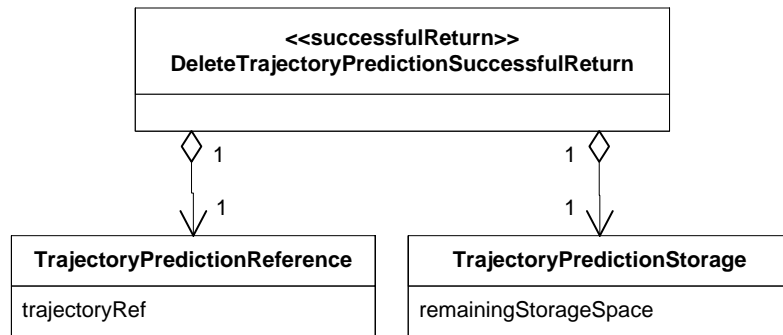 <<successfulReturn>>
DeleteTrajectoryPredictionSuccessfulReturn
1
1
1
1
TrajectoryPredictionReference
trajectoryRef
TrajectoryPredictionStorage
remainingStorageSpace